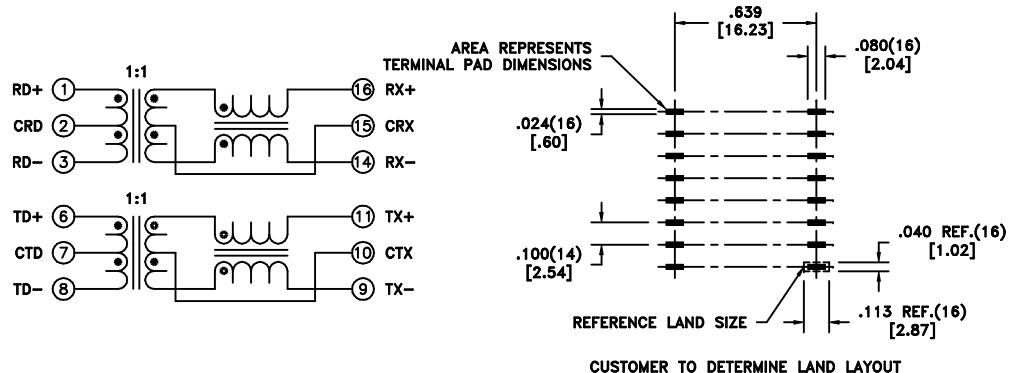 1:1
RD+ 1 16 RX+
CRD 2 15 CRX
RD- 3 14 RX-
1:1
TD+ 6 11 TX+
CTD 7 10 CTX
TD- 8 9 TX-
.639
[16.23]
AREA REPRESENTS
TERMINAL PAD DIMENSIONS
.080(16)
[2.04]
.024(16)
[.60]
.100(14)
[2.54]
.040 REF.(16)
[1.02]
.113 REF.(16)
[2.87]
REFERENCE LAND SIZE
CUSTOMER TO DETERMINE LAND LAYOUT